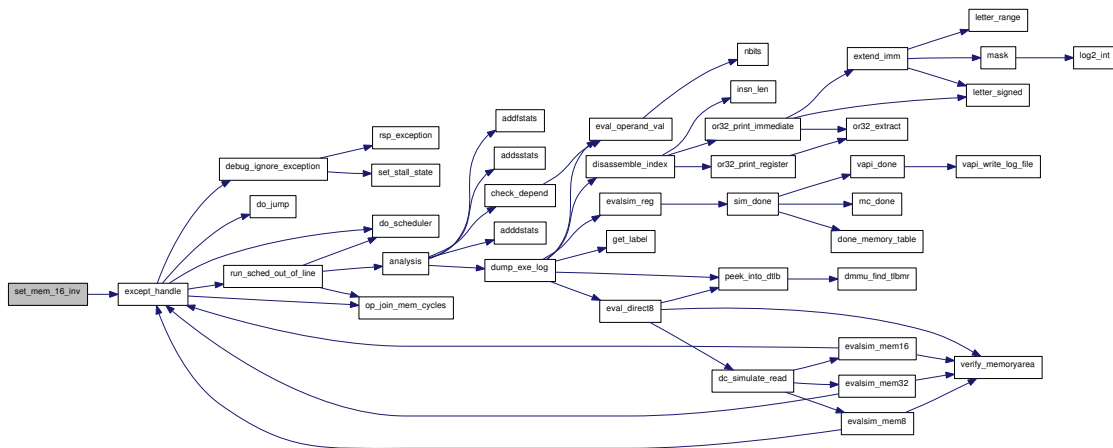 set_mem_16_inv
except_handle
debug_ignore_exception
do_jump
run_sched_out_of_line
rsp_exception
set_stall_state
do_scheduler
analysis
op_join_mem_cycles
addfstats
addsstats
check_depend
adddstats
dump_exe_log
eval_operand_val
disassemble_index
evalsim_reg
get_label
eval_direct8
nbits
insn_len
or32_print_immediate
or32_print_register
sim_done
peek_into_dtlb
dc_simulate_read
extend_imm
or32_extract
vapi_done
mc_done
done_memory_table
dmmu_find_tlbmr
evalsim_mem16
evalsim_mem32
evalsim_mem8
letter_range
mask
letter_signed
vapi_write_log_file
verify_memoryarea
log2_int